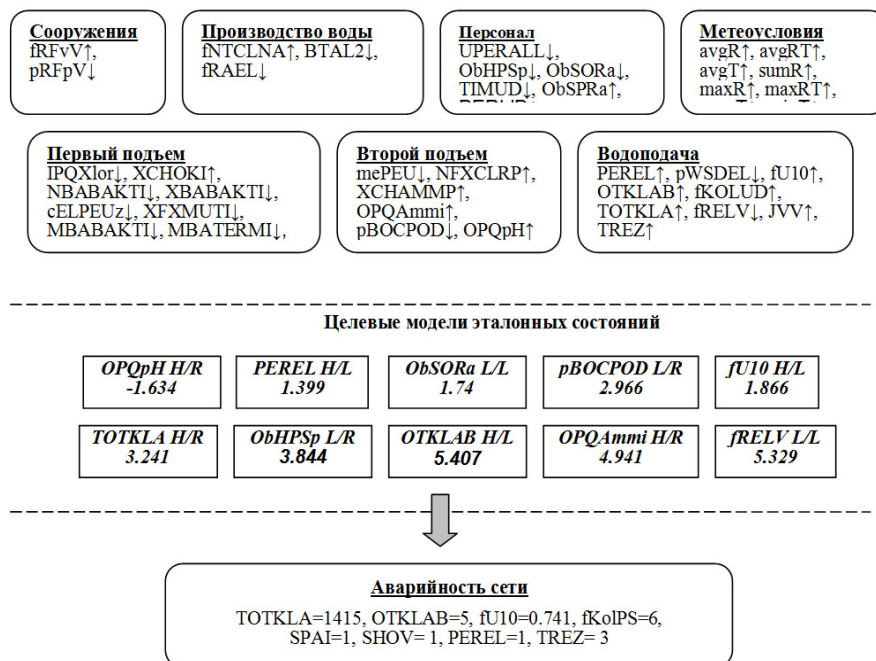 Сооружения
fRFvV↑,
pRFpV↓
Производство воды
fNTCLNA↑, BTAL2↓,
fRAEL↓
Персонал
UPERALL↓,
ObHPSp↓, ObSORa↓,
TIMUD↓, ObSPRa↑,
Метеоусловия
avgR↑, avgRT↑,
avgT↑, sumR↑,
maxR↑, maxRT↑,
Первый подъем
IPQXlor↓, XCHOKI↑,
NBABAKTI↓, XBABAKTI↓,
cELPEUz↓, XFXMUTI↓,
MBABAKTI↓, MBATERMI↓,
Второй подъем
mePEU↓, NFXCLRP↑,
XCHAMMP↑,
OPQAmmi↑,
pBOCPOD↓, OPQpH↑
Водоподача
PEREL↑, pWSDEL↓, fU10↑,
OTKLAB↑, fKOLUD↑,
TOTKLA↑, fRELV↓, JVV↑,
TREZ↑
Целевые модели эталонных состояний
OPQpH H/R
-1.634
PEREL H/L
1.399
ObSORa L/L
1.74
pBOCPOD L/R
2.966
fU10 H/L
1.866
TOTKLA H/R
3.241
ObHPSp L/R
3.844
OTKLAB H/L
5.407
OPQAmmi H/R
4.941
fRELV L/L
5.329
Аварийность сети
TOTKLA=1415, OTKLAB=5, fU10=0.741, fKolPS=6,
SPAI=1, SHOV= 1, PEREL=1, TREZ= 3